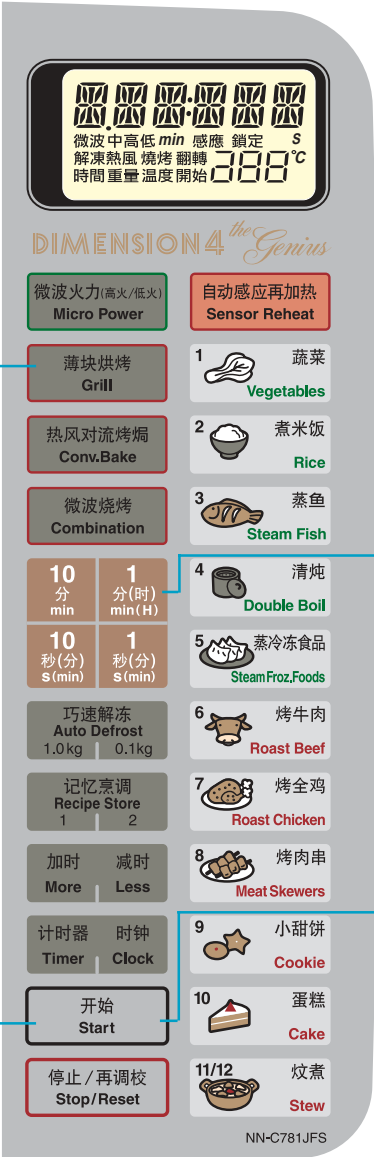 微波中高低 min 感應 鎖定 S
解凍熱風 燒烤 翻轉 °C
時間重量温度開始
DIMENSION 4 the Genius
微波火力(高火/低火)
Micro Power
自动感应再加热
Sensor Reheat
薄块烘烤
Grill
1 蔬菜
Vegetables
热风对流烤焗
Conv.Bake
2 煮米饭
Rice
微波烧烤
Combination
3 蒸鱼
Steam Fish
10 1
分 分(时)
min min(H)
4 清炖
Double Boil
10 1
秒(分) 秒(分)
s(min) s(min)
5 蒸冷冻食品
Steam Froz.Foods
巧速解冻
Auto Defrost
1.0kg 0.1kg
6 烤牛肉
Roast Beef
记忆烹调
Recipe Store
1 2
7 烤全鸡
Roast Chicken
加时 减时
More Less
8 烤肉串
Meat Skewers
计时器 时钟
Timer Clock
9 小甜饼
Cookie
开始
Start
10 蛋糕
Cake
停止/再调校
Stop/Reset
11/12 炆煮
Stew
NN-C781JFS